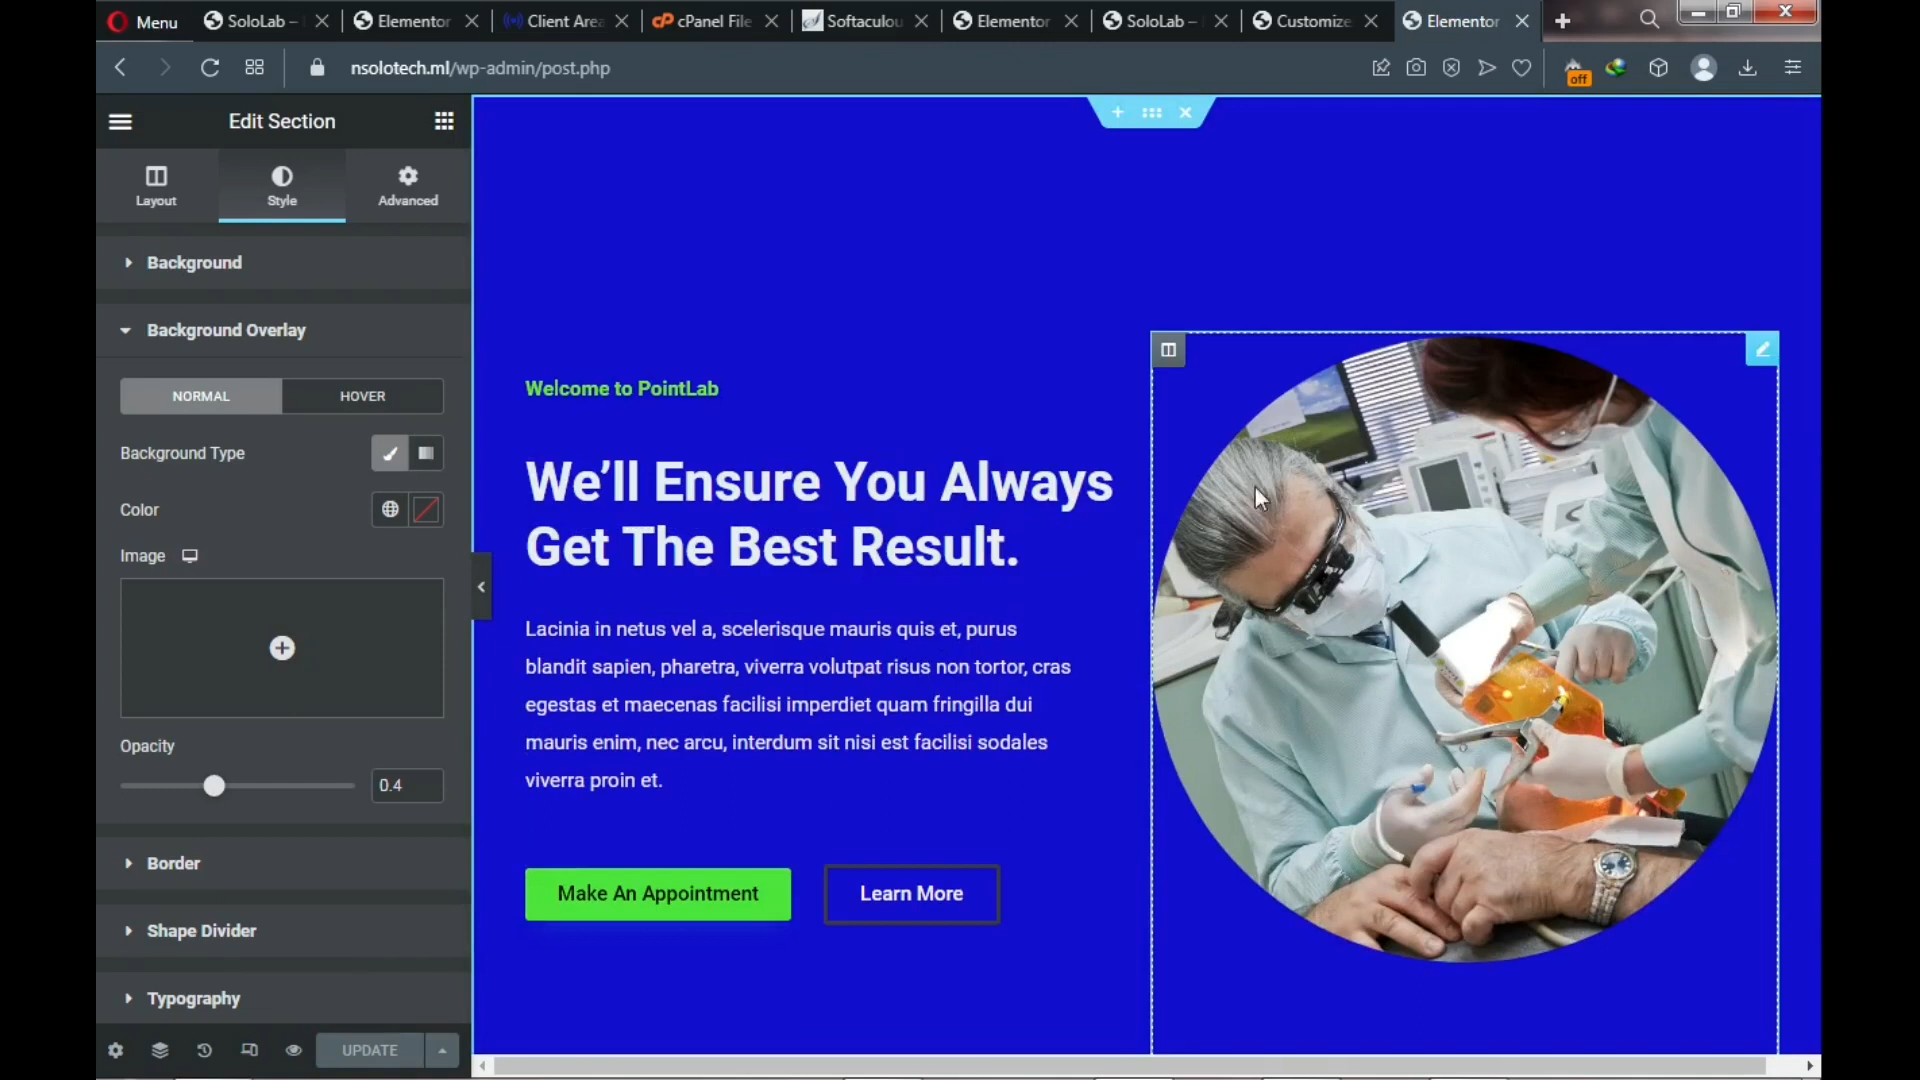 Menu
SoloLab –
Elementor
Client Area
cPanel File
Softaculou
Elementor
SoloLab –
Customize
Elementor
nsolotech.ml/wp-admin/post.php
off
Edit Section
Layout
Style
Advanced
Background
Background Overlay
NORMAL
HOVER
Background Type
Color
Image
Opacity
0.4
Border
Shape Divider
Typography
UPDATE
Welcome to PointLab
We’ll Ensure You Always
Get The Best Result.
Lacinia in netus vel a, scelerisque mauris quis et, purus
blandit sapien, pharetra, viverra volutpat risus non tortor, cras
egestas et maecenas facilisi imperdiet quam fringilla dui
mauris enim, nec arcu, interdum sit nisi est facilisi sodales
viverra proin et.
Make An Appointment
Learn More